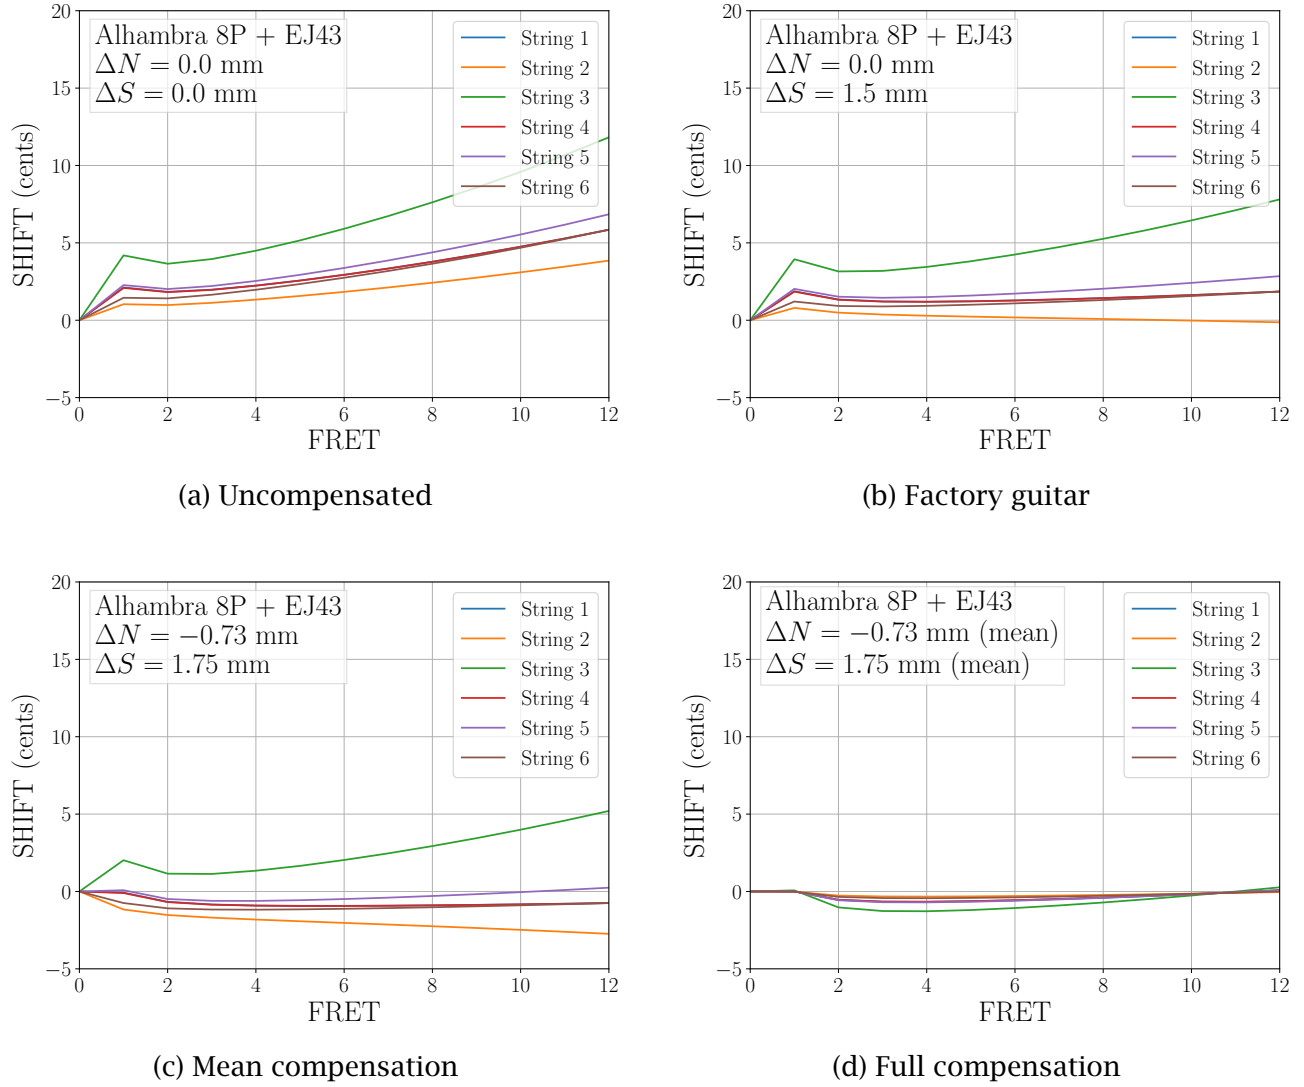 Alhambra 8P + EJ43
ΔN = 0.0 mm
ΔS = 0.0 mm
String 1
String 2
String 3
String 4
String 5
String 6
20
15
10
5
0
−5
SHIFT (cents)
0 2 4 6 8 10 12
FRET
(a) Uncompensated
Alhambra 8P + EJ43
ΔN = 0.0 mm
ΔS = 1.5 mm
String 1
String 2
String 3
String 4
String 5
String 6
20
15
10
5
0
−5
SHIFT (cents)
0 2 4 6 8 10 12
FRET
(b) Factory guitar
Alhambra 8P + EJ43
ΔN = −0.73 mm
ΔS = 1.75 mm
String 1
String 2
String 3
String 4
String 5
String 6
20
15
10
5
0
−5
SHIFT (cents)
0 2 4 6 8 10 12
FRET
(c) Mean compensation
Alhambra 8P + EJ43
ΔN = −0.73 mm (mean)
ΔS = 1.75 mm (mean)
String 1
String 2
String 3
String 4
String 5
String 6
20
15
10
5
0
−5
SHIFT (cents)
0 2 4 6 8 10 12
FRET
(d) Full compensation